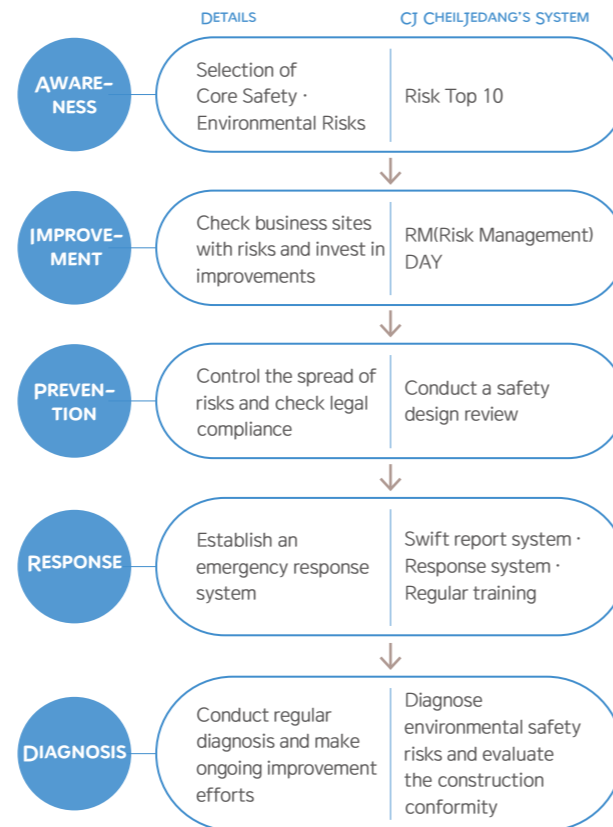 DETAILS
CJ CHEILJEDANG'S SYSTEM
AWARE-
NESS
Selection of
Core Safety ·
Environmental Risks
Risk Top 10
IMPROVE-
MENT
Check business sites
with risks and invest in
improvements
RM(Risk Management)
DAY
PREVEN-
TION
Control the spread of
risks and check legal
compliance
Conduct a safety
design review
RESPONSE
Establish an
emergency response
system
Swift report system ·
Response system ·
Regular training
DIAGNOSIS
Conduct regular
diagnosis and make
ongoing improvement
efforts
Diagnose
environmental safety
risks and evaluate
the construction
conformity